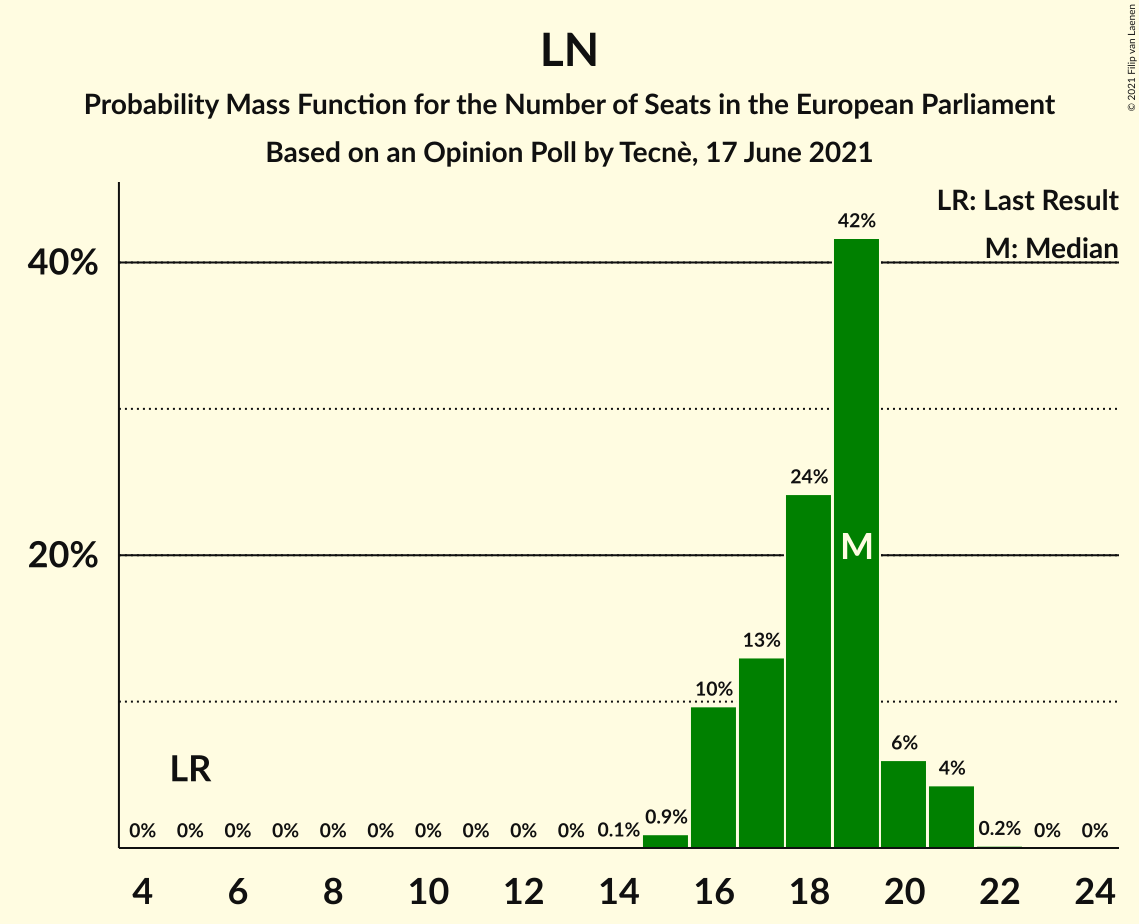 LN
Probability Mass Function for the Number of Seats in the European Parliament
Based on an Opinion Poll by Tecnè, 17 June 2021
© 2021 Filip van Laenen
LR: Last Result
M: Median
40%
20%
42%
24%
13%
10%
6%
4%
0.9%
0.2%
0.1%
0% 0% 0% 0% 0% 0% 0% 0% 0% 0% 0% 0%
LR
M
4 6 8 10 12 14 16 18 20 22 24